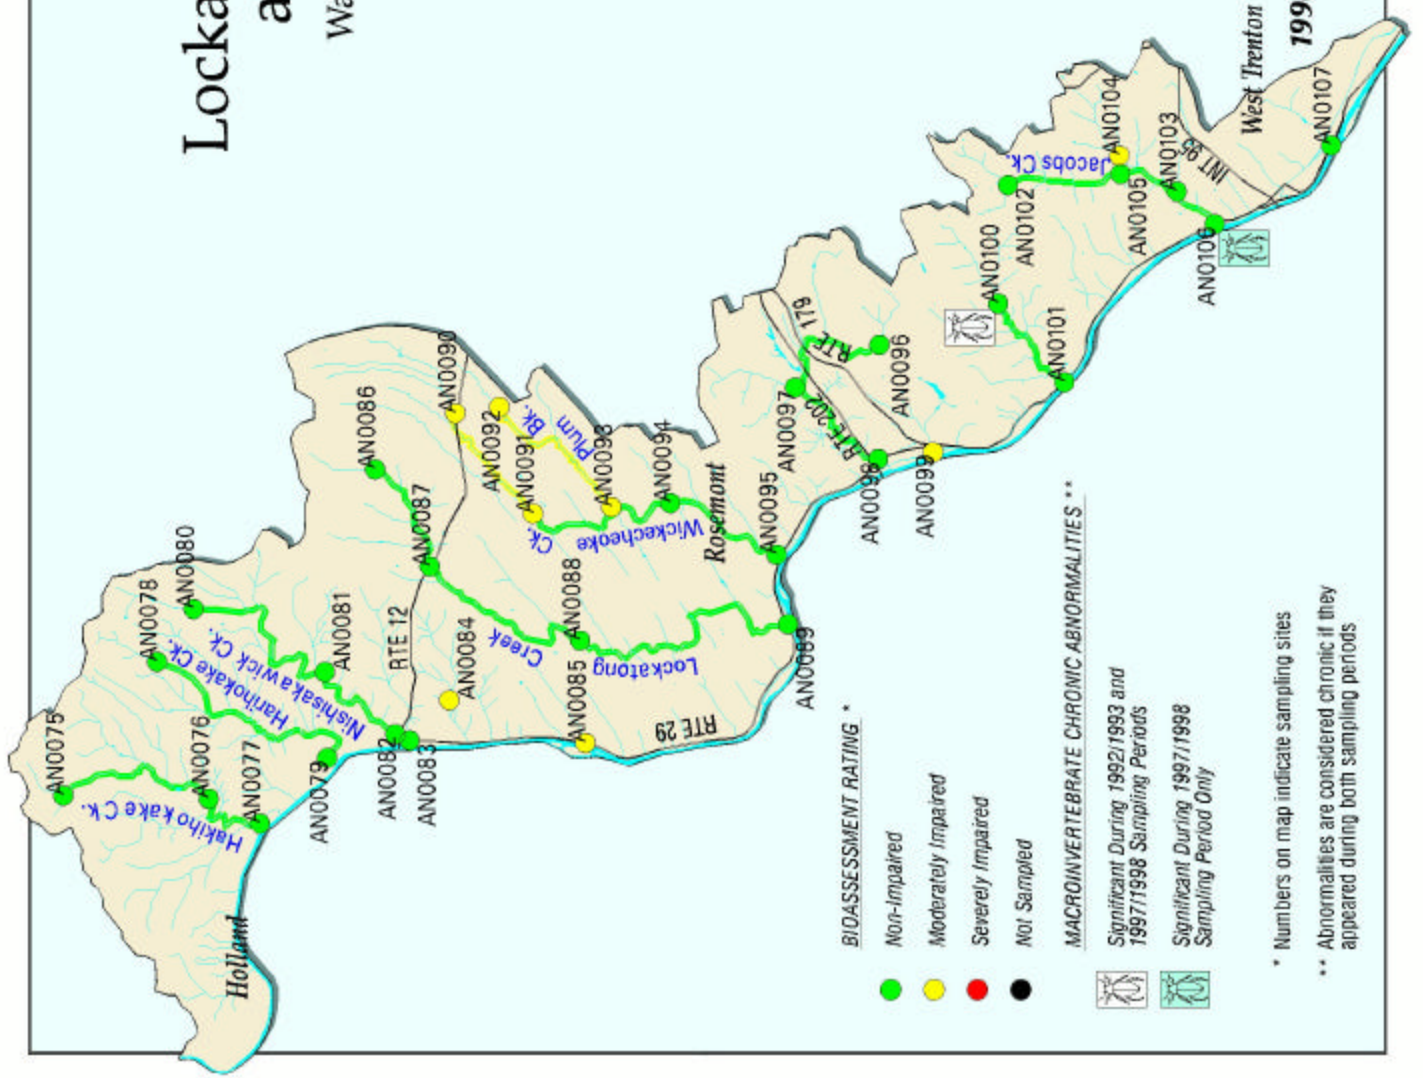 Locka
a
Wa
199
West Trenton
AN0107
INT 95
AN0104
AN0103
Jacobs Ck.
AN0102
AN0105
AN0106
AN0100
AN0101
RTE 179
RTE
AN0096
AN0097
RTE 202
AN0098
AN0099
AN0090
AN0086
AN0092
Plum Bk.
AN0091
AN0093
AN0094
AN0087
Rosemont
AN0095
Wickecheoke
Ck.
AN0088
AN0080
AN0078
AN0081
RTE 12
Creek
Lockatong
AN0089
AN0084
AN0085
RTE 29
Nishisakawick Ck.
Harihokake Ck.
AN0075
AN0076
AN0077
AN0079
AN0082
AN0083
Hakihokake Ck.
Holland
BIOASSESSMENT RATING *
Non-Impaired
Moderately Impaired
Severely Impaired
Not Sampled
MACROINVERTEBRATE CHRONIC ABNORMALITIES **
Significant During 1992/1993 and
1997/1998 Sampling Periods
Significant During 1997/1998
Sampling Period Only
* Numbers on map indicate sampling sites
** Abnormalities are considered chronic if they
appeared during both sampling periods